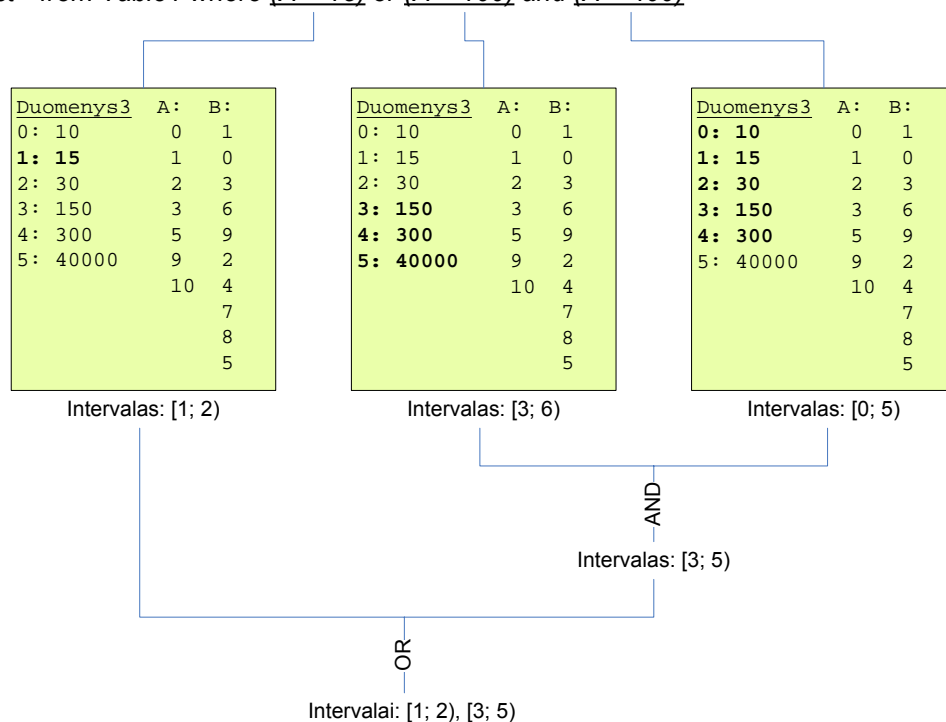 from Table1 where or and
Duomenys3 A: B:
0: 10 0 1
1: 15 1 0
2: 30 2 3
3: 150 3 6
4: 300 5 9
5: 40000 9 2
10 4
7
8
5
Intervalas: [1; 2)
Duomenys3 A: B:
0: 10 0 1
1: 15 1 0
2: 30 2 3
3: 150 3 6
4: 300 5 9
5: 40000 9 2
10 4
7
8
5
Intervalas: [3; 6)
Duomenys3 A: B:
0: 10 0 1
1: 15 1 0
2: 30 2 3
3: 150 3 6
4: 300 5 9
5: 40000 9 2
10 4
7
8
5
Intervalas: [0; 5)
AND
Intervalas: [3; 5)
OR
Intervalai: [1; 2), [3; 5)